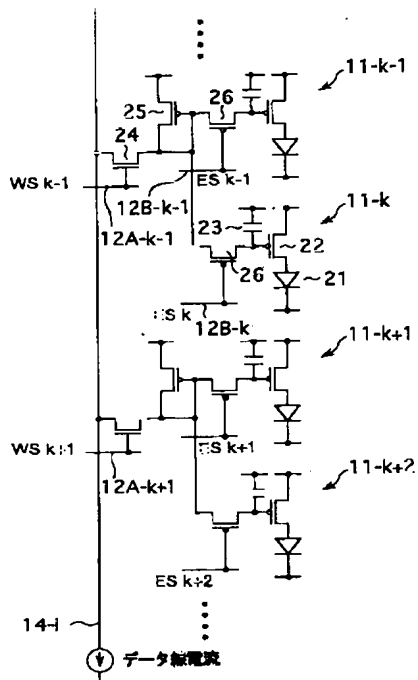 11-k-1
25
26
24
WS k-1
ES k-1
12B-k-1
12A-k-1
11-k
23
22
26
21
ES k
12B-k
11-k+1
WS k+1
ES k+1
12A-k+1
11-k+2
ES k+2
14-i
データ線電流